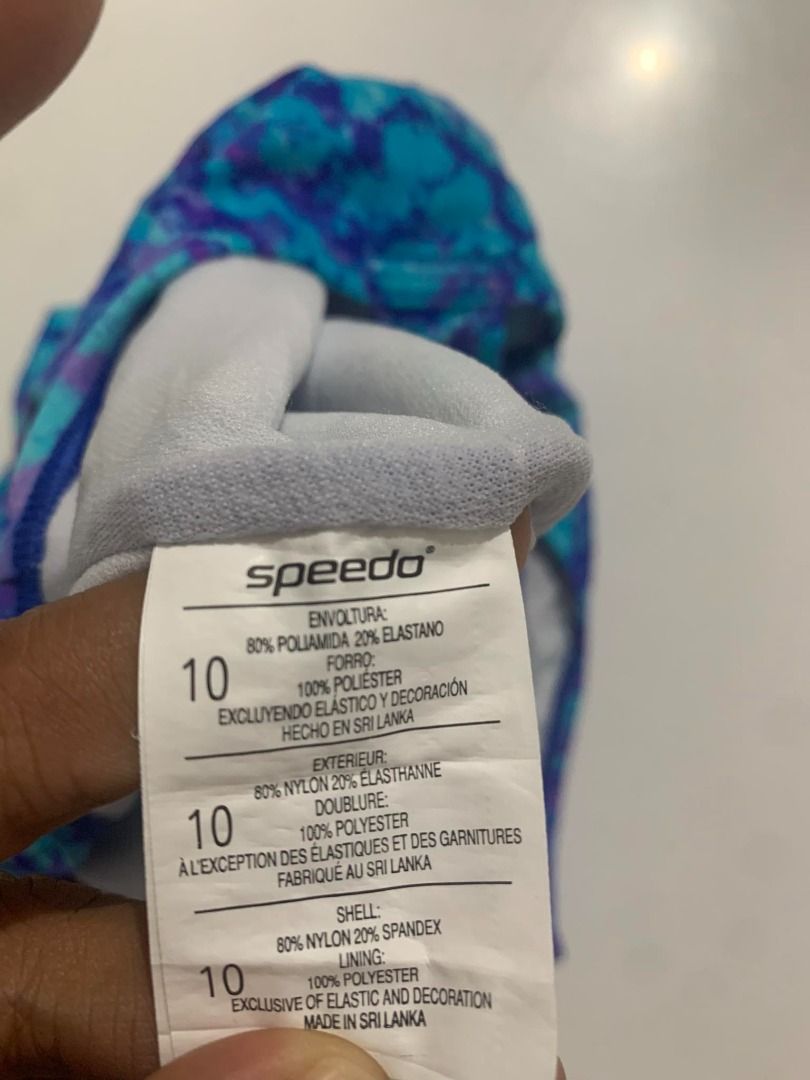 speedo®
ENVOLTURA:
80% POLIAMIDA 20% ELASTANO
10
FORRO:
100% POLIÉSTER
EXCLUYENDO ELÁSTICO Y DECORACIÓN
HECHO EN SRI LANKA
EXTERIEUR:
80% NYLON 20% ÉLASTHANNE
10
DOUBLURE:
100% POLYESTER
À L'EXCEPTION DES ÉLASTIQUES ET DES GARNITURES
FABRIQUÉ AU SRI LANKA
SHELL:
80% NYLON 20% SPANDEX
10
LINING:
100% POLYESTER
EXCLUSIVE OF ELASTIC AND DECORATION
MADE IN SRI LANKA